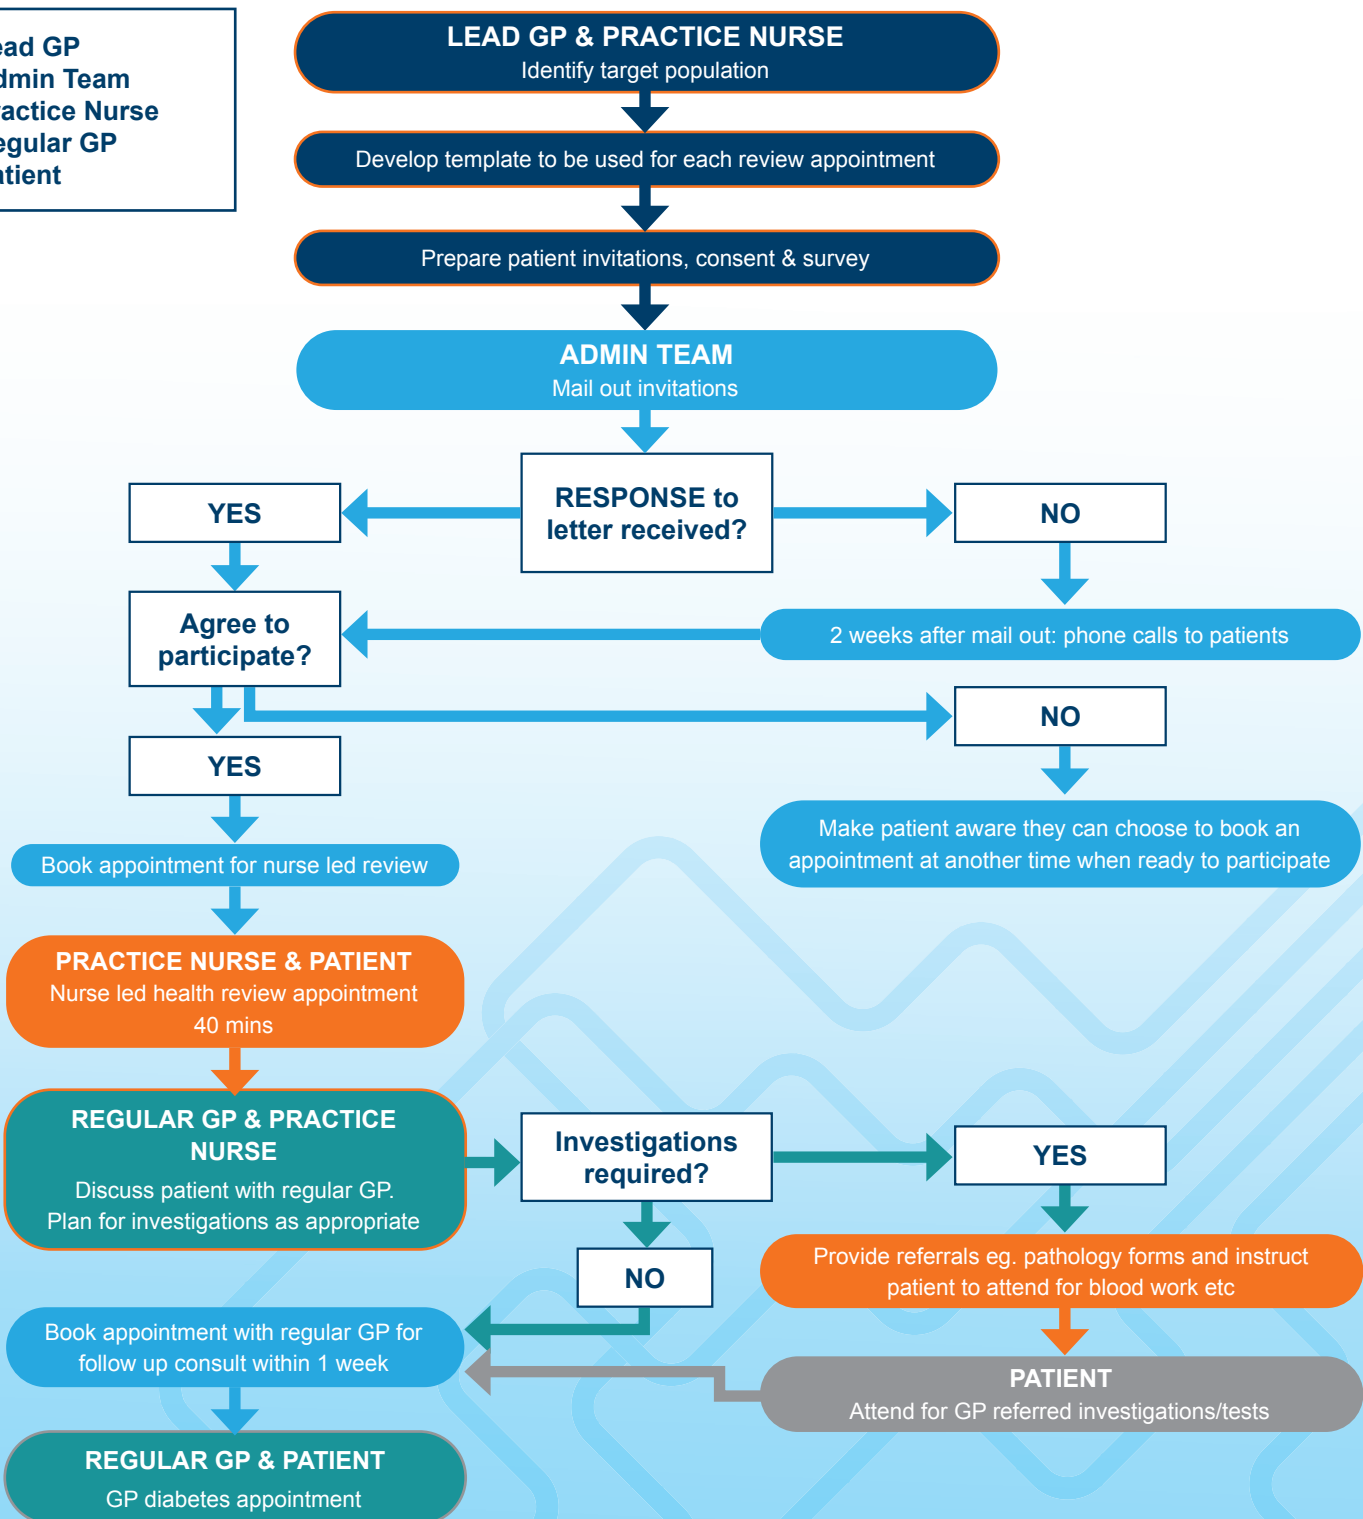 ead GP
dmin Team
ractice Nurse
egular GP
atient
LEAD GP & PRACTICE NURSE
Identify target population
Develop template to be used for each review appointment
Prepare patient invitations, consent & survey
ADMIN TEAM
Mail out invitations
RESPONSE to
letter received?
YES
NO
Agree to
participate?
2 weeks after mail out: phone calls to patients
NO
YES
Make patient aware they can choose to book an
appointment at another time when ready to participate
Book appointment for nurse led review
PRACTICE NURSE & PATIENT
Nurse led health review appointment
40 mins
REGULAR GP & PRACTICE
NURSE
Discuss patient with regular GP.
Plan for investigations as appropriate
Investigations
required?
YES
NO
Provide referrals eg. pathology forms and instruct
patient to attend for blood work etc
Book appointment with regular GP for
follow up consult within 1 week
PATIENT
Attend for GP referred investigations/tests
REGULAR GP & PATIENT
GP diabetes appointment